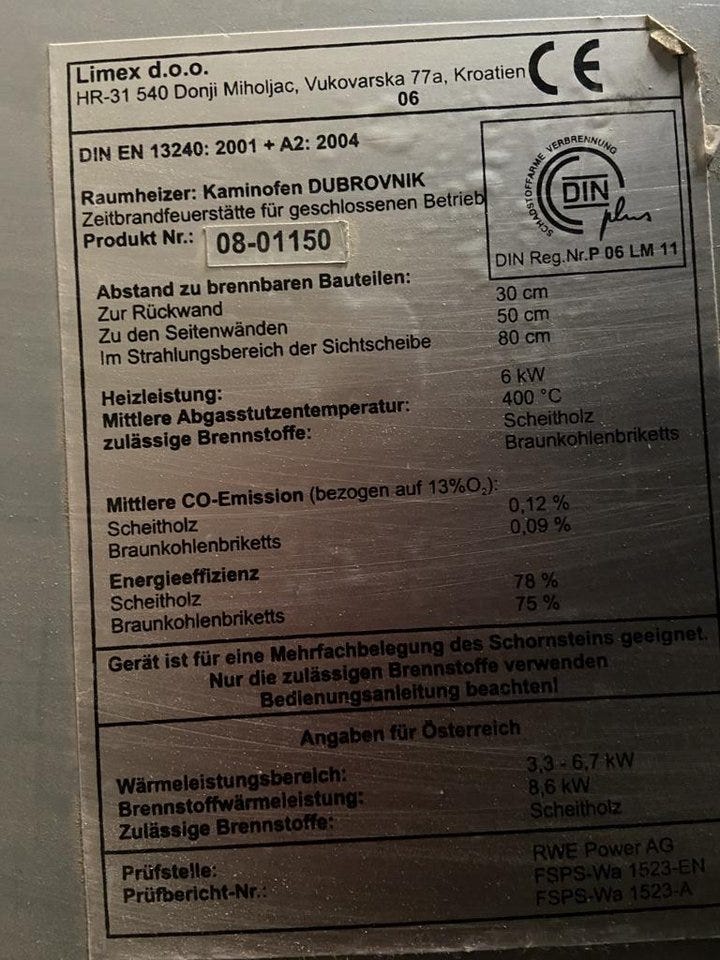 Limex d.o.o.
HR-31 540 Donji Miholjac, Vukovarska 77a, Kroatien
06
CE
DIN EN 13240: 2001 + A2: 2004
SCHADSTOFFARME VERBRENNUNG
DIN
plus
DIN Reg.Nr.P 06 LM 11
Raumheizer: Kaminofen DUBROVNIK
Zeitbrandfeuerstätte für geschlossenen Betrieb
Produkt Nr.: 08-01150
Abstand zu brennbaren Bauteilen:
Zur Rückwand 30 cm
Zu den Seitenwänden 50 cm
Im Strahlungsbereich der Sichtscheibe 80 cm
Heizleistung: 6 kW
Mittlere Abgasstutzentemperatur: 400 °C
zulässige Brennstoffe: Scheitholz
Braunkohlenbriketts
Mittlere CO-Emission (bezogen auf 13%O₂):
Scheitholz 0,12 %
Braunkohlenbriketts 0,09 %
Energieeffizienz
Scheitholz 78 %
Braunkohlenbriketts 75 %
Gerät ist für eine Mehrfachbelegung des Schornsteins geeignet.
Nur die zulässigen Brennstoffe verwenden
Bedienungsanleitung beachten!
Angaben für Österreich
Wärmeleistungsbereich: 3,3 - 6,7 kW
Brennstoffwärmeleistung: 8,6 kW
Zulässige Brennstoffe: Scheitholz
Prüfstelle: RWE Power AG
Prüfbericht-Nr.: FSPS-Wa 1523-EN
FSPS-Wa 1523-A